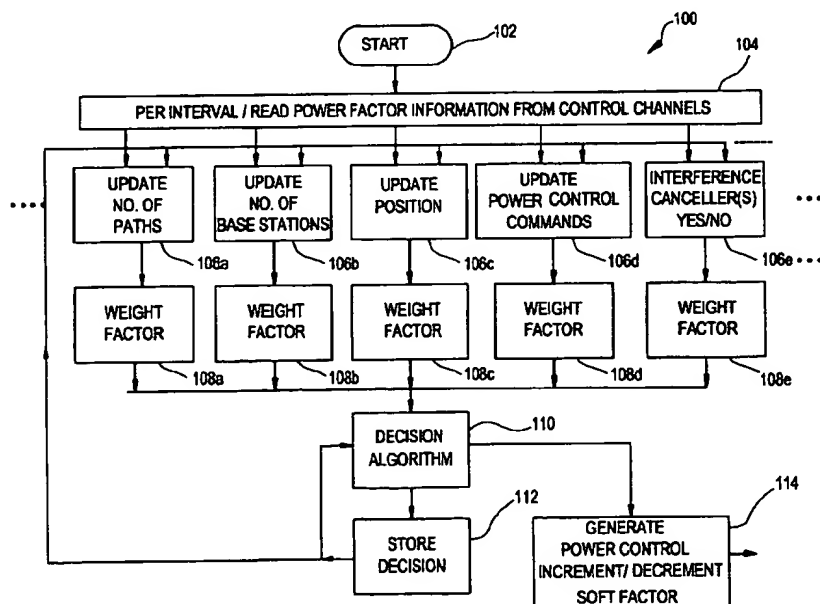 START
102
100
104
PER INTERVAL / READ POWER FACTOR INFORMATION FROM CONTROL CHANNELS
UPDATE
NO. OF
PATHS
UPDATE
NO. OF
BASE STATIONS
UPDATE
POSITION
UPDATE
POWER CONTROL
COMMANDS
INTERFERENCE
CANCELLER(S)
YES/NO
108a
106b
106c
106d
106e
WEIGHT
FACTOR
WEIGHT
FACTOR
WEIGHT
FACTOR
WEIGHT
FACTOR
WEIGHT
FACTOR
108a
108b
108c
108d
108e
DECISION
ALGORITHM
110
STORE
DECISION
112
GENERATE
POWER CONTROL
INCREMENT/ DECREMENT
SOFT FACTOR
114